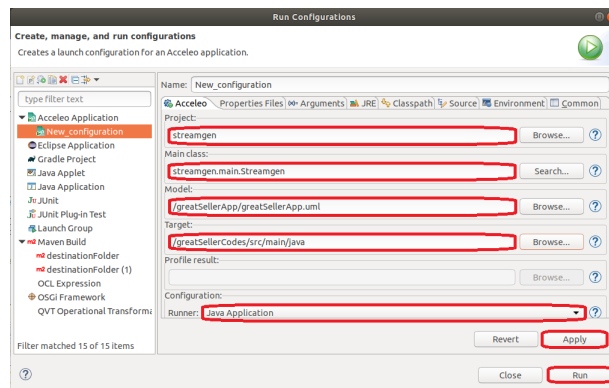 Run Configurations
Create, manage, and run configurations
Creates a launch configuration for an Acceleo application.
type filter text
Acceleo Application
New_configuration
Eclipse Application
Gradle Project
Java Applet
Java Application
JUnit
JUnit Plug-in Test
Launch Group
Maven Build
destinationFolder
destinationFolder (1)
OCL Expression
OSGi Framework
QVT Operational Transforma
Filter matched 15 of 15 items
Name: New_configuration
Acceleo Properties Files Arguments JRE Classpath Source Environment Common
Project:
streamgen Browse...
Main class:
streamgen.main.Streamgen Search...
Model:
/greatSellerApp/greatSellerApp.uml Browse...
Target:
/greatSellerCodes/src/main/java Browse...
Profile result:
Browse...
Configuration:
Runner: Java Application
Revert Apply
Close Run